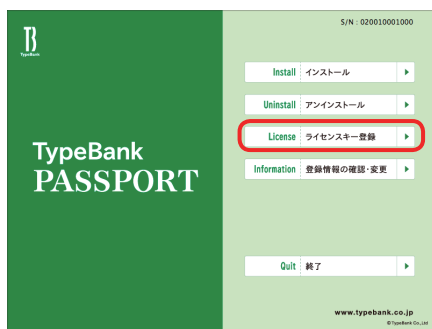 S/N : 020010001000
TB
TypeBank
Install インストール
Uninstall アンインストール
License ライセンスキー登録
Information 登録情報の確認・変更
TypeBank
PASSPORT
Quit 終了
www.typebank.co.jp
©TypeBank Co.,Ltd